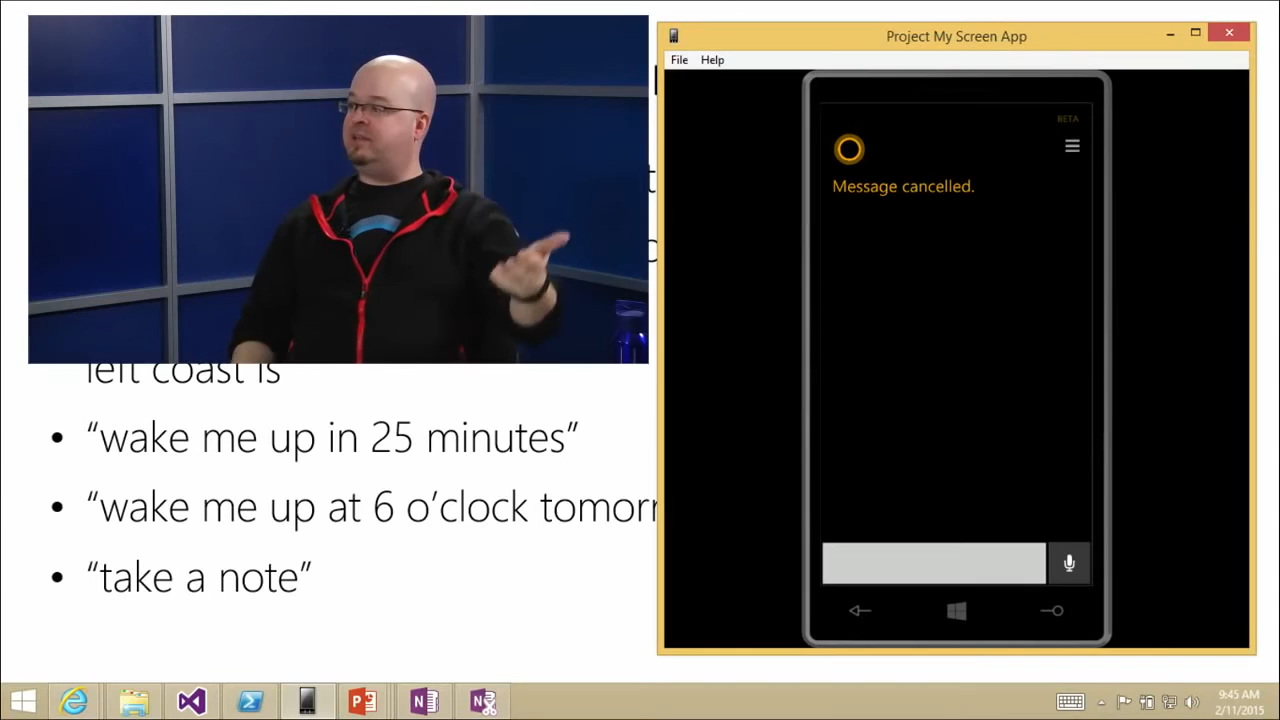 Project My Screen App
File Help
BETA
Message cancelled.
left coast is
• “wake me up in 25 minutes”
• “wake me up at 6 o’clock tomorr
• “take a note”
9:45 AM
2/11/2015